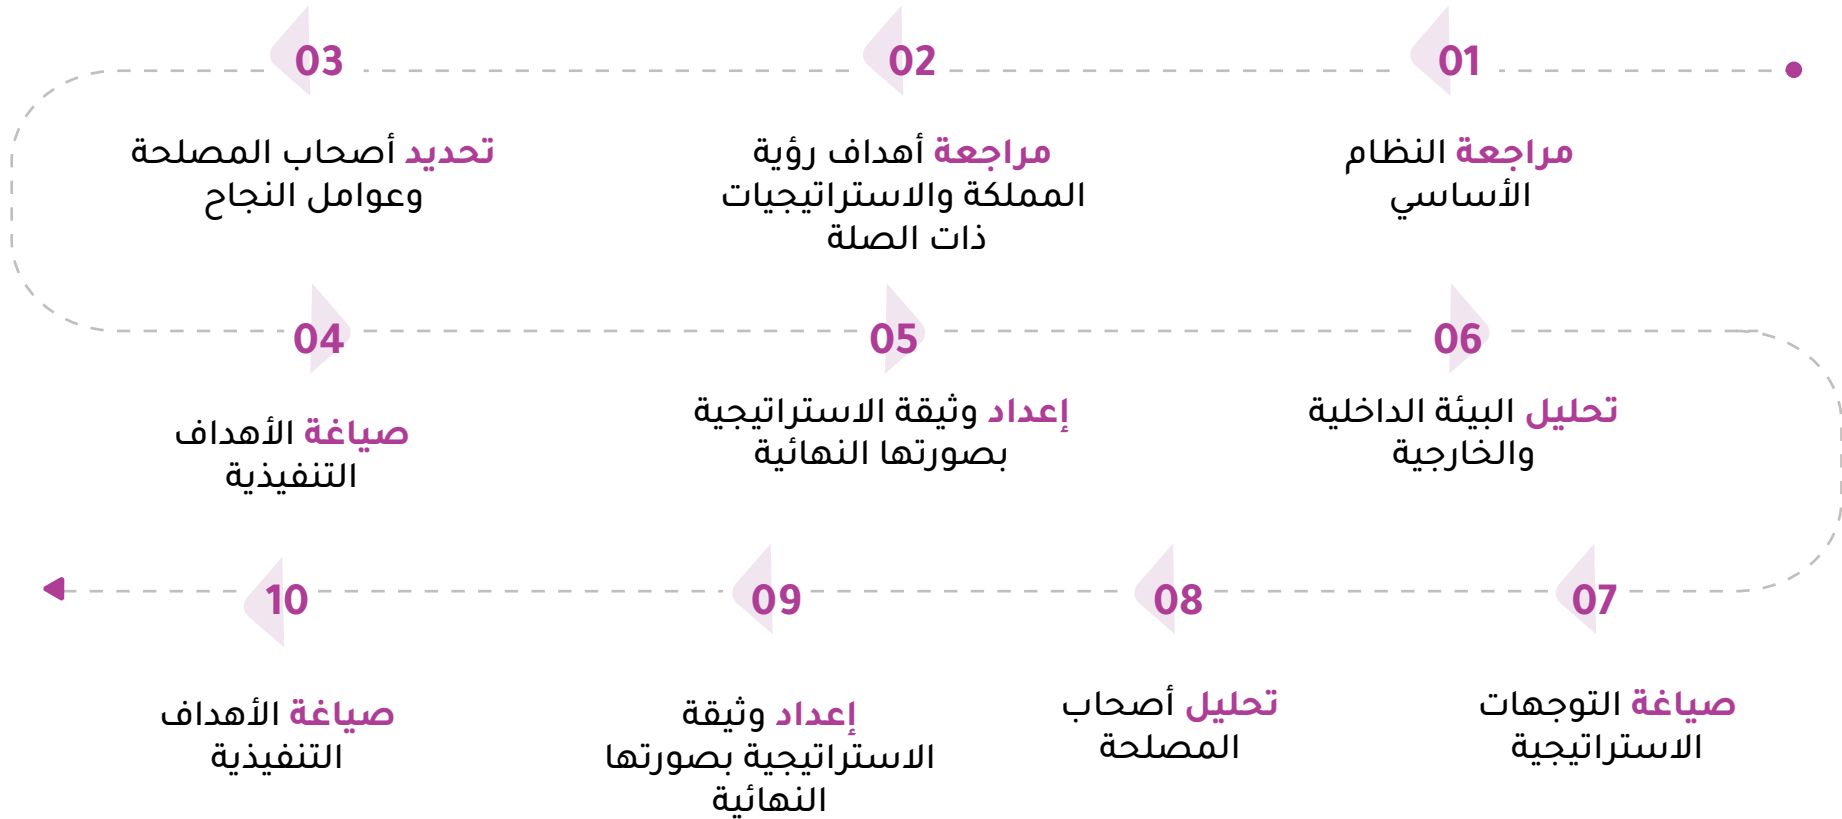 01
مراجعة النظام
الأساسي
02
مراجعة أهداف رؤية
المملكة والاستراتيجيات
ذات الصلة
03
تحديد أصحاب المصلحة
وعوامل النجاح
04
صياغة الأهداف
التنفيذية
05
إعداد وثيقة الاستراتيجية
بصورتها النهائية
06
تحليل البيئة الداخلية
والخارجية
07
صياغة التوجهات
الاستراتيجية
08
تحليل أصحاب
المصلحة
09
إعداد وثيقة
الاستراتيجية بصورتها
النهائية
10
صياغة الأهداف
التنفيذية